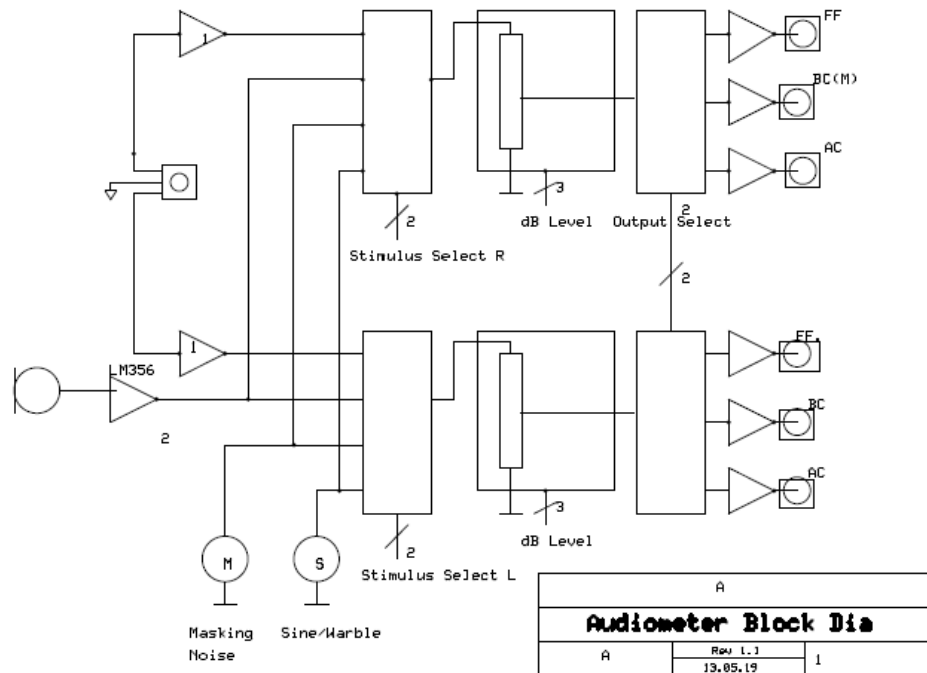 FF
1
BC(M)
AC
3
2
2
dB Level
Output Select
Stimulus Select R
2
FF.
1
LM356
BC
2
AC
3
2
dB Level
M
S
Stimulus Select L
A
Audiometer Block Dia
Masking
Noise
Sine/Warble
A
Rev 1.1
13.05.19
1